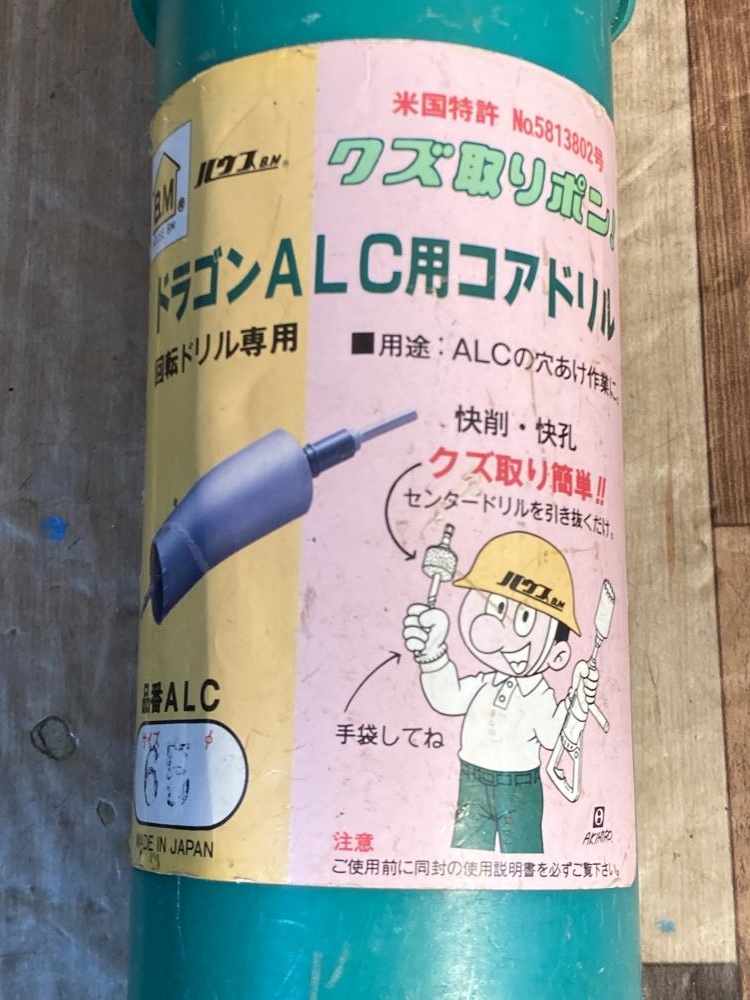 米国特許 No.5813802号
B.M®
ハウスB.M®
クズ取りポン!
ドラゴンALC用コアドリル
回転ドリル専用
■用途:ALCの穴あけ作業に。
快削・快孔
クズ取り簡単!!
センタードリルを引き抜くだけ。
ハウスB.M
手袋してね
品番ALC
サイズ φ
AKIHIRO
MADE IN JAPAN
注意
ご使用前に同封の使用説明書を必ずご覧下さい。